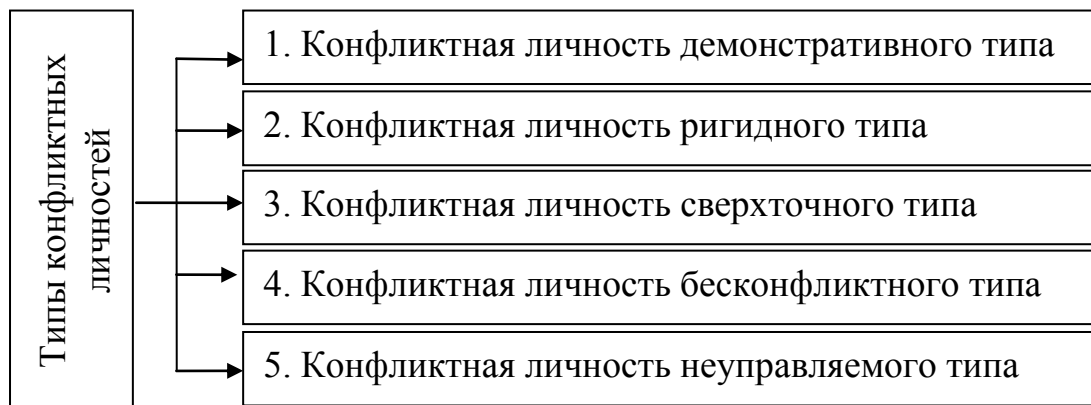 Типы конфликтных
личностей
1. Конфликтная личность демонстративного типа
2. Конфликтная личность ригидного типа
3. Конфликтная личность сверхточного типа
4. Конфликтная личность бесконфликтного типа
5. Конфликтная личность неуправляемого типа